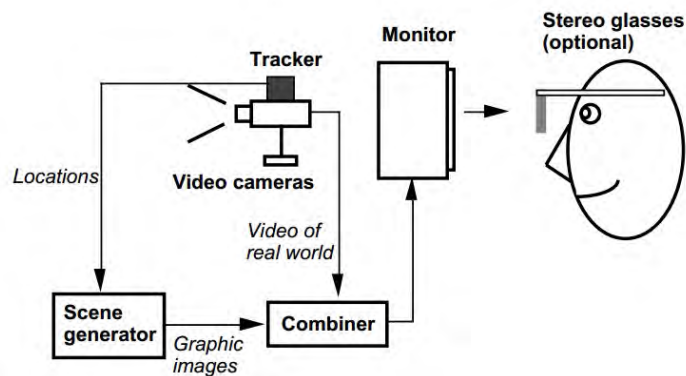 Stereo glasses
(optional)
Monitor
Tracker
Locations
Video cameras
Video of
real world
Scene
generator
Combiner
Graphic
images